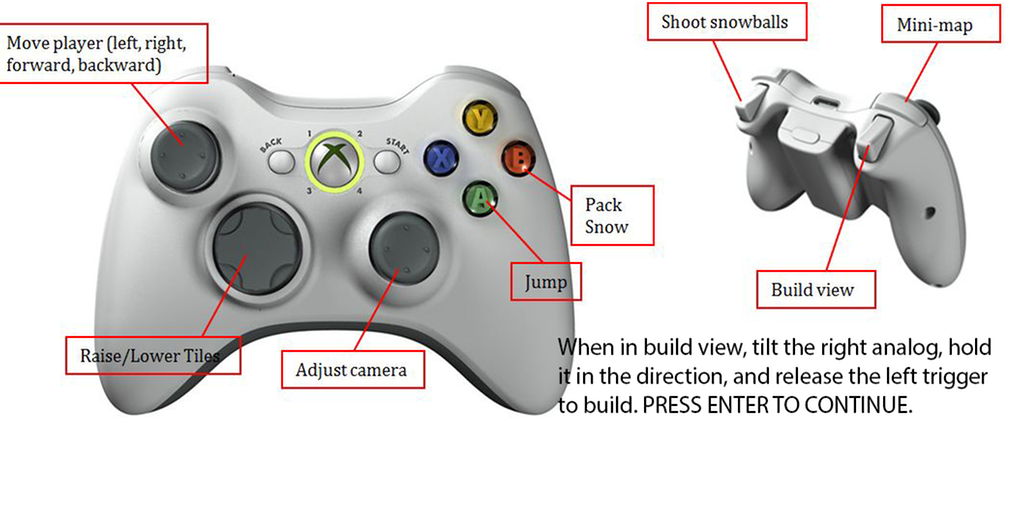 Move player (left, right,
forward, backward)
Shoot snowballs
Mini-map
BACK
1
2
3
4
START
Y
X
B
A
Pack
Snow
Jump
Build view
Raise/Lower Tiles
Adjust camera
When in build view, tilt the right analog, hold
it in the direction, and release the left trigger
to build. PRESS ENTER TO CONTINUE.